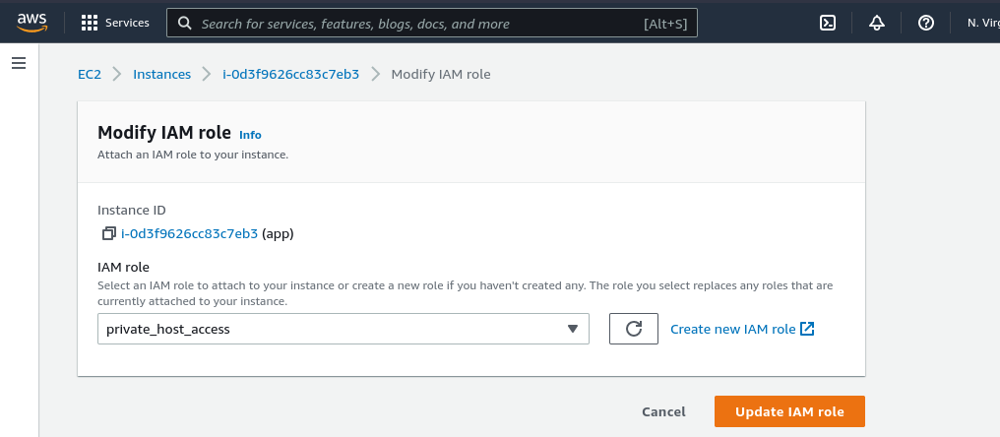 aws
Services
Search for services, features, blogs, docs, and more
[Alt+S]
N. Virg
EC2
Instances
i-0d3f9626cc83c7eb3
Modify IAM role
Modify IAM role Info
Attach an IAM role to your instance.
Instance ID
i-0d3f9626cc83c7eb3 (app)
IAM role
Select an IAM role to attach to your instance or create a new role if you haven't created any. The role you select replaces any roles that are
currently attached to your instance.
private_host_access
Create new IAM role
Cancel
Update IAM role